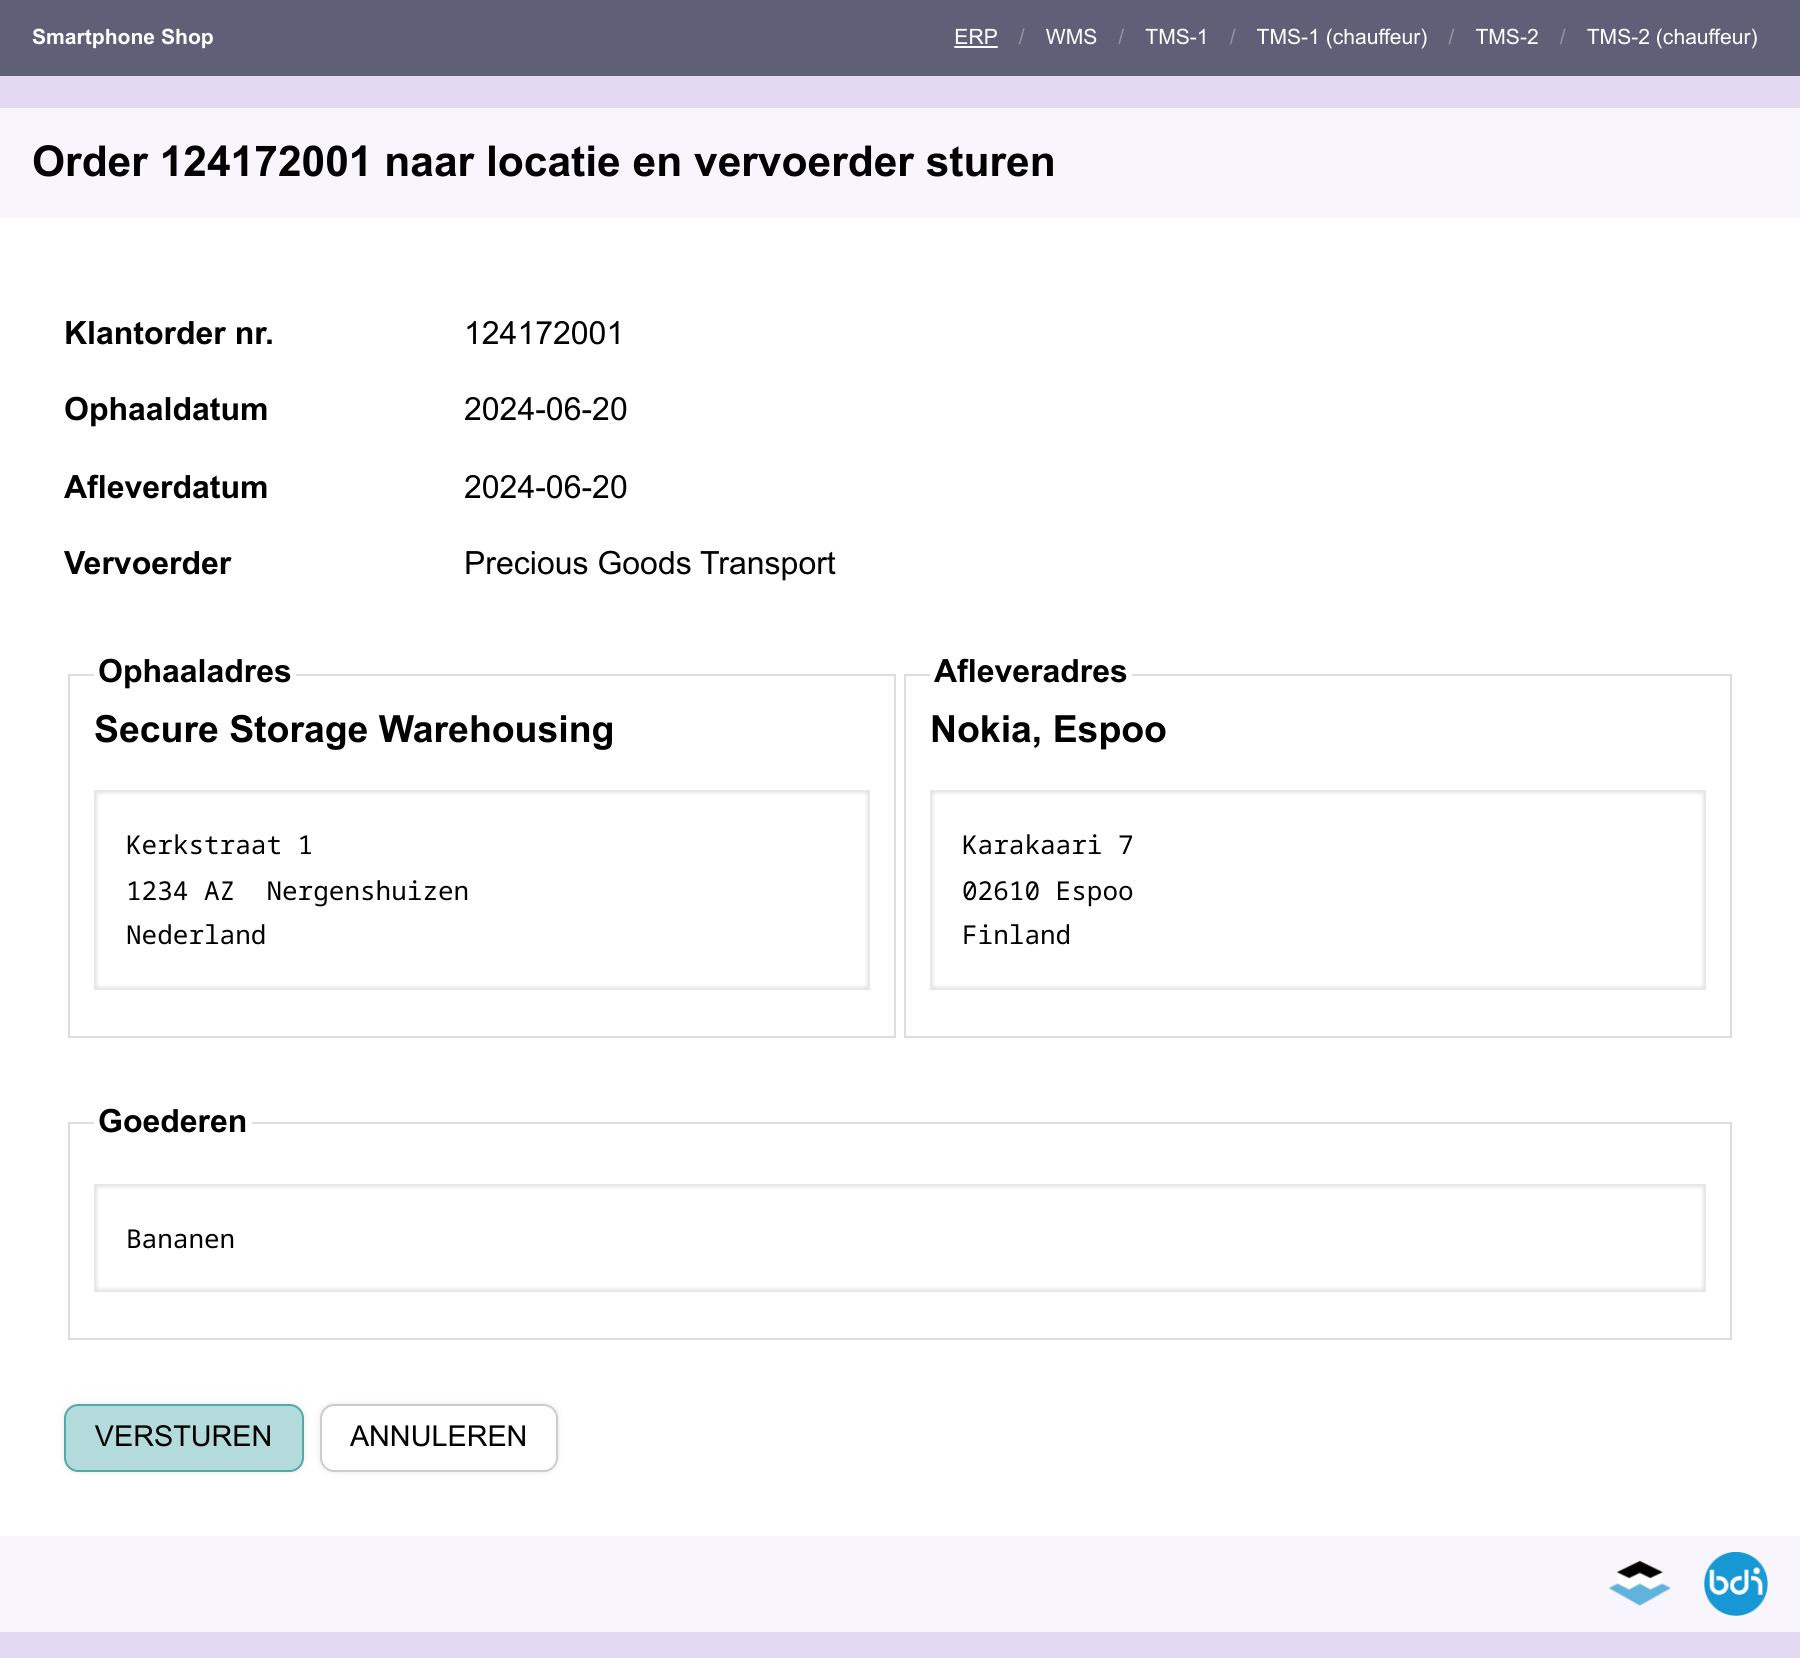 Smartphone Shop
ERP / WMS / TMS-1 / TMS-1 (chauffeur) / TMS-2 / TMS-2 (chauffeur)
Order 124172001 naar locatie en vervoerder sturen
Klantorder nr. 124172001
Ophaaldatum 2024-06-20
Afleverdatum 2024-06-20
Vervoerder Precious Goods Transport
Ophaaladres
Secure Storage Warehousing
Kerkstraat 1
1234 AZ  Nergenshuizen
Nederland
Afleveradres
Nokia, Espoo
Karakaari 7
02610 Espoo
Finland
Goederen
Bananen
VERSTUREN
ANNULEREN
bdi